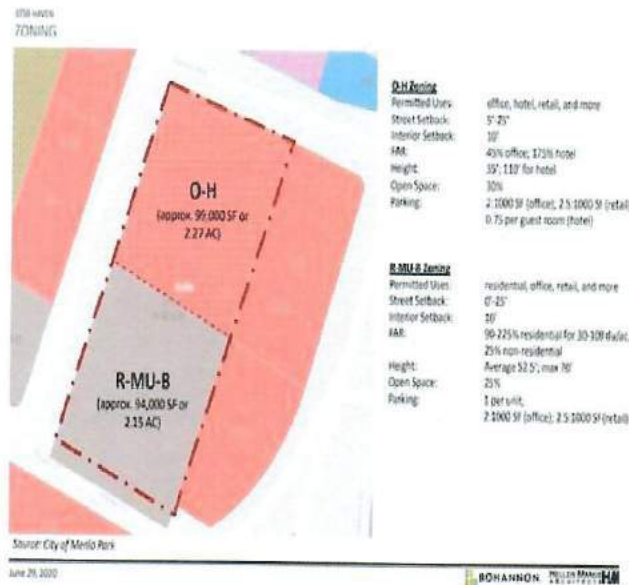 HAVEN
ZONING
O-H
(approx. 99,000 SF or
2.27 AC)
R-MU-B
(approx. 94,000 SF or
2.15 AC)
O-H Zoning
Permitted Uses: office, hotel, retail, and more
Street Setback: 5'-25'
Interior Setback: 10'
FAR: 45% office; 175% hotel
Height: 35'; 110' for hotel
Open Space: 30%
Parking: 2:1000 SF (office), 2.5:1000 SF (retail)
0.75 per guest room (hotel)
R-MU-B Zoning
Permitted Uses: residential, office, retail, and more
Street Setback: 0'-25'
Interior Setback: 10'
FAR: 90-225% residential for 30-100 du/ac,
25% non-residential
Height: Average 52.5', max 70'
Open Space: 25%
Parking: 1 per unit,
2:1000 SF (office); 2.5:1000 SF (retail)
Source: City of Menlo Park
June 29, 2020
BOHANNON HELLER MANUS
ARCHITECTS HM